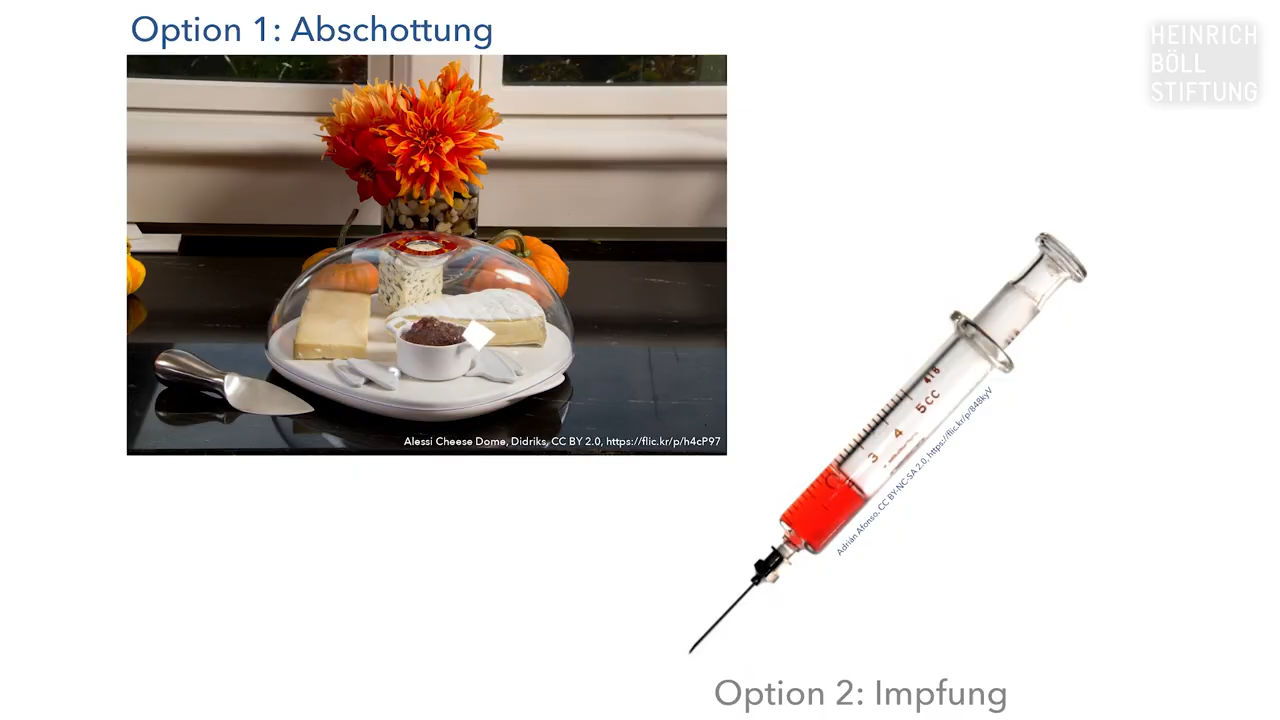 Option 1: Abschottung
HEINRICH
BÖLL
STIFTUNG
Alessi Cheese Dome, Didriks, CC BY 2.0, https://flic.kr/p/h4cP97
5CC
4
3
Adrián Afonso, CC BY-NC-SA 2.0, https://flic.kr/p/848kyV
Option 2: Impfung